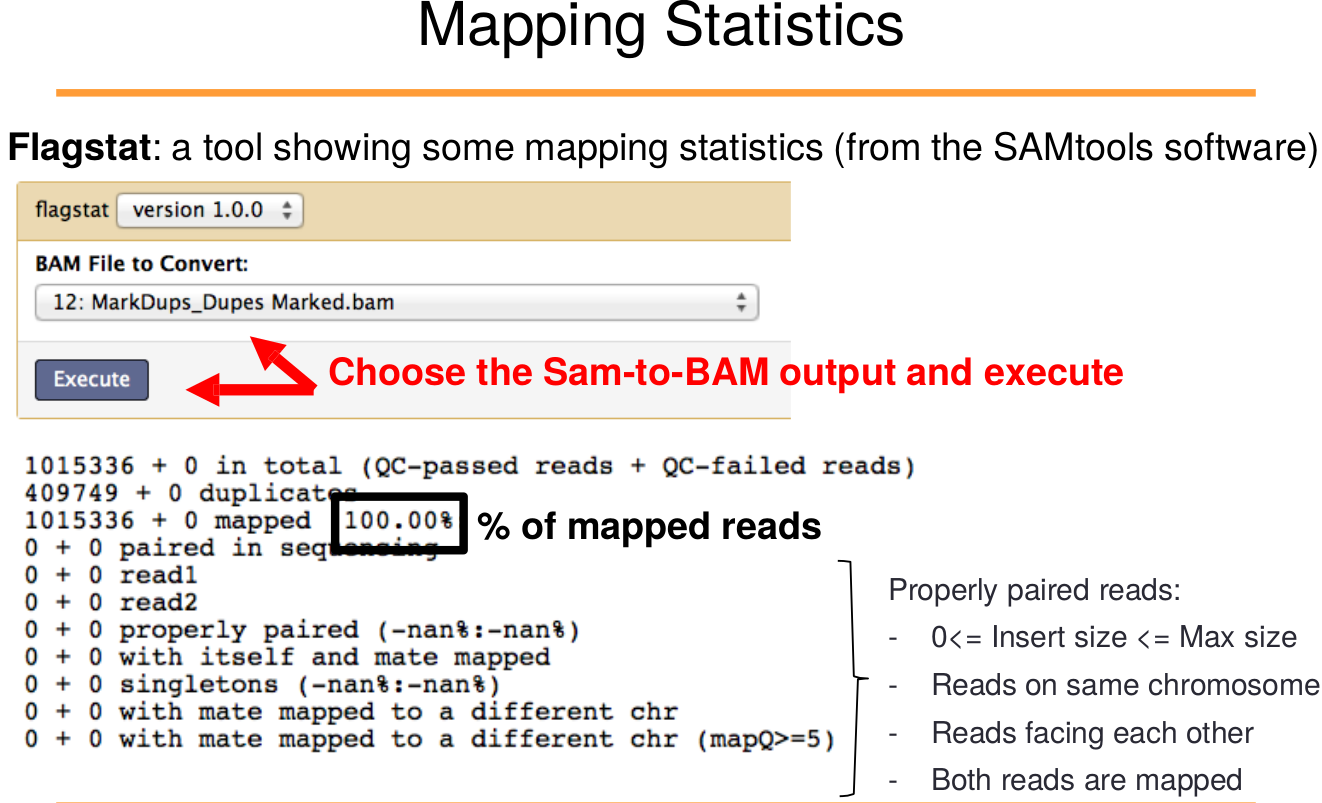 Mapping Statistics
Flagstat: a tool showing some mapping statistics (from the SAMtools software)
flagstat version 1.0.0
BAM File to Convert:
12: MarkDups_Dupes Marked.bam
Execute
Choose the Sam-to-BAM output and execute
1015336 + 0 in total (QC-passed reads + QC-failed reads)
409749 + 0 duplicates
1015336 + 0 mapped 100.00%
% of mapped reads
0 + 0 paired in sequencing
0 + 0 read1
0 + 0 read2
0 + 0 properly paired (-nan%:-nan%)
0 + 0 with itself and mate mapped
0 + 0 singletons (-nan%:-nan%)
0 + 0 with mate mapped to a different chr
0 + 0 with mate mapped to a different chr (mapQ>=5)
Properly paired reads:
- 0<= Insert size <= Max size
- Reads on same chromosome
- Reads facing each other
- Both reads are mapped